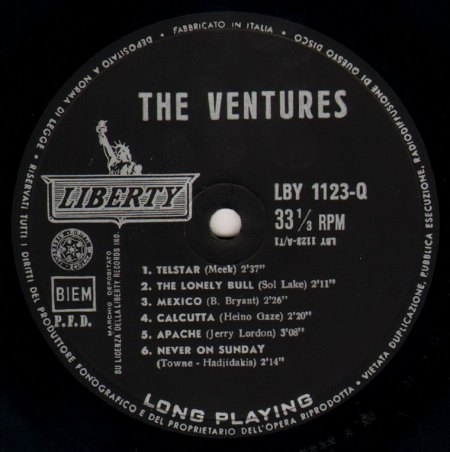 FABBRICATO IN ITALIA
DEPOSITATO A NORMA DI LEGGE • RISERVATI TUTTI I DIRITTI DEL PRODUTTORE FONOGRAFICO E DEL PROPRIETARIO DELL'OPERA RIPRODOTTA • VIETATA DUPLICAZIONE, PUBBLICA ESECUZIONE, RADIODIFFUSIONE DI QUESTO DISCO
THE VENTURES
LIBERTY
LBY 1123-Q
33 1/3 RPM
LBY 1123-A/T1
BIEM
P.F.D.
MARCHIO DEPOSITATO
SU LICENZA DELLA LIBERTY RECORDS INC.
1. TELSTAR (Meek) 2'37"
2. THE LONELY BULL (Sol Lake) 2'11"
3. MEXICO (B. Bryant) 2'26"
4. CALCUTTA (Heino Gaze) 2'20"
5. APACHE (Jerry Lordon) 3'08"
6. NEVER ON SUNDAY
(Towne - Hadjidakis) 2'14"
LONG PLAYING